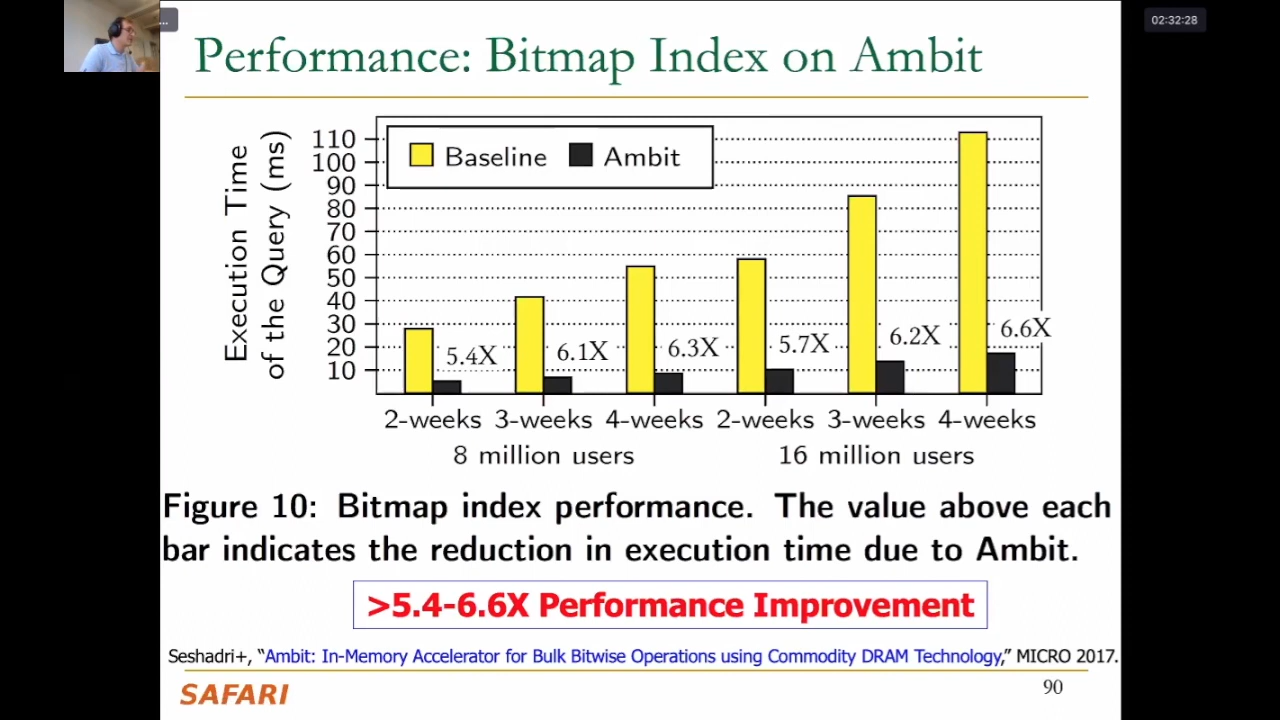 ...
02:32:28
Performance: Bitmap Index on Ambit
Execution Time
of the Query (ms)
110
100
90
80
70
60
50
40
30
20
10
Baseline
Ambit
5.4X
6.1X
6.3X
5.7X
6.2X
6.6X
2-weeks 3-weeks 4-weeks 2-weeks 3-weeks 4-weeks
8 million users
16 million users
Figure 10: Bitmap index performance. The value above each
bar indicates the reduction in execution time due to Ambit.
>5.4-6.6X Performance Improvement
Seshadri+, “Ambit: In-Memory Accelerator for Bulk Bitwise Operations using Commodity DRAM Technology,” MICRO 2017.
SAFARI
90